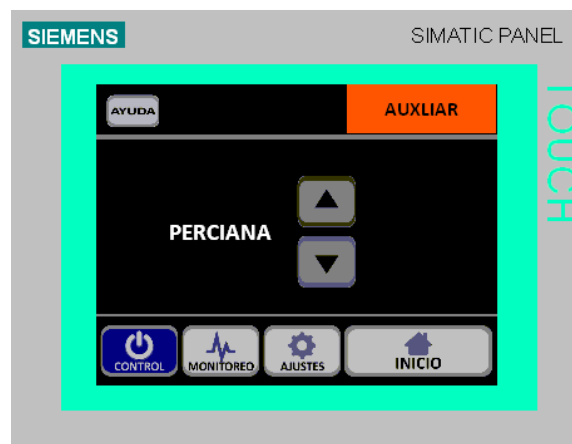 SIEMENS
SIMATIC PANEL
TOUCH
AYUDA
AUXLIAR
PERCIANA
CONTROL
MONITOREO
AJUSTES
INICIO